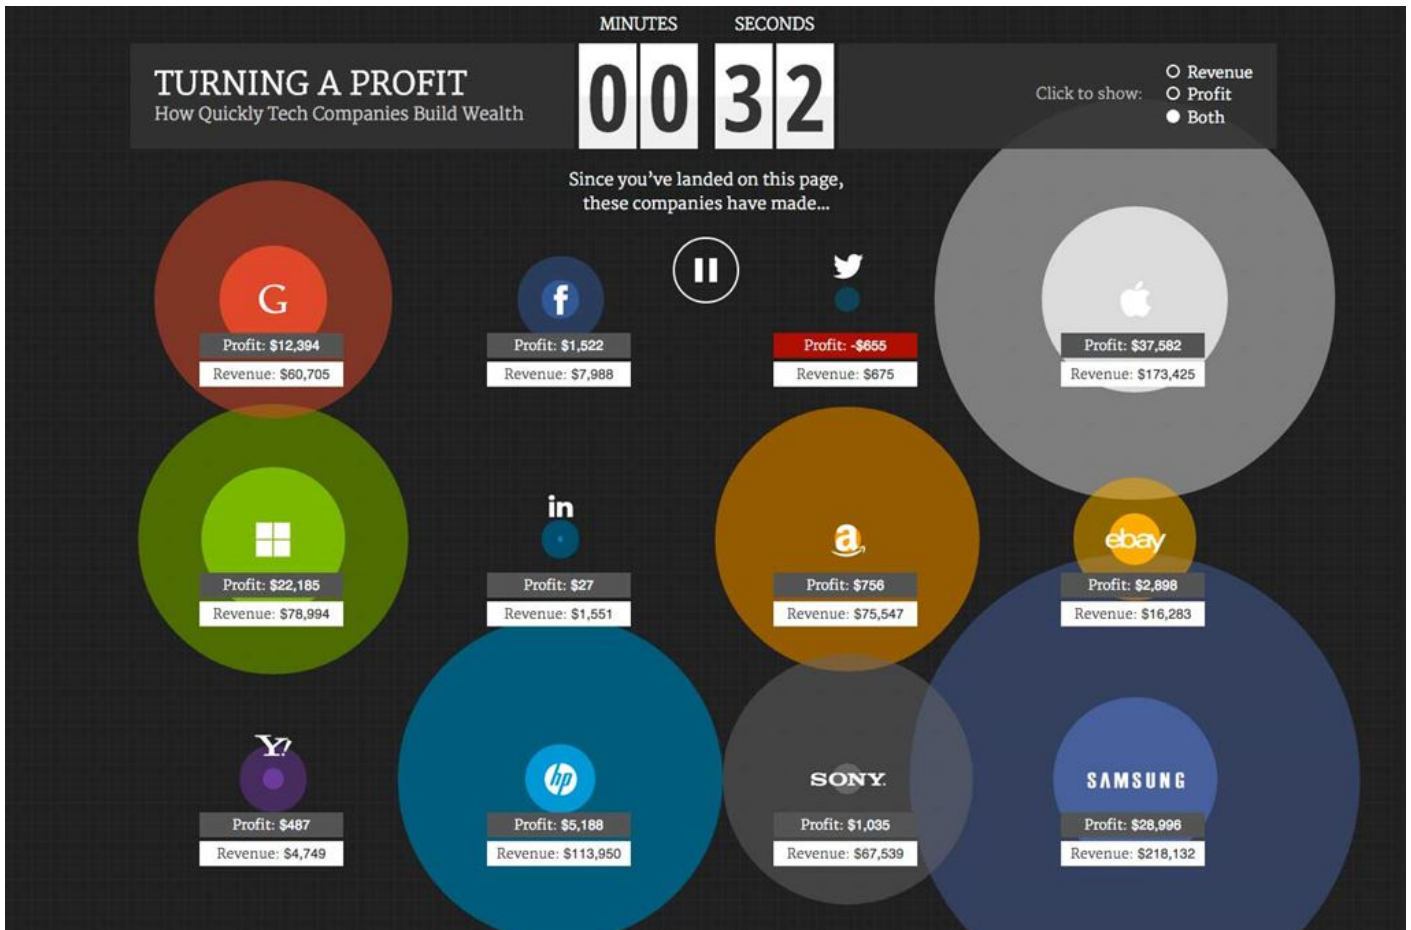 MINUTES SECONDS
TURNING A PROFIT
How Quickly Tech Companies Build Wealth
00 32
Click to show:
Revenue
Profit
Both
Since you've landed on this page,
these companies have made...
G
Profit: $12,394
Revenue: $60,705
f
Profit: $1,522
Revenue: $7,988
Profit: -$655
Revenue: $675
Profit: $37,582
Revenue: $173,425
Profit: $22,185
Revenue: $78,994
in
Profit: $27
Revenue: $1,551
a
Profit: $756
Revenue: $75,547
ebay
Profit: $2,898
Revenue: $16,283
Y!
Profit: $487
Revenue: $4,749
hp
Profit: $5,188
Revenue: $113,950
SONY
Profit: $1,035
Revenue: $67,539
SAMSUNG
Profit: $28,996
Revenue: $218,132